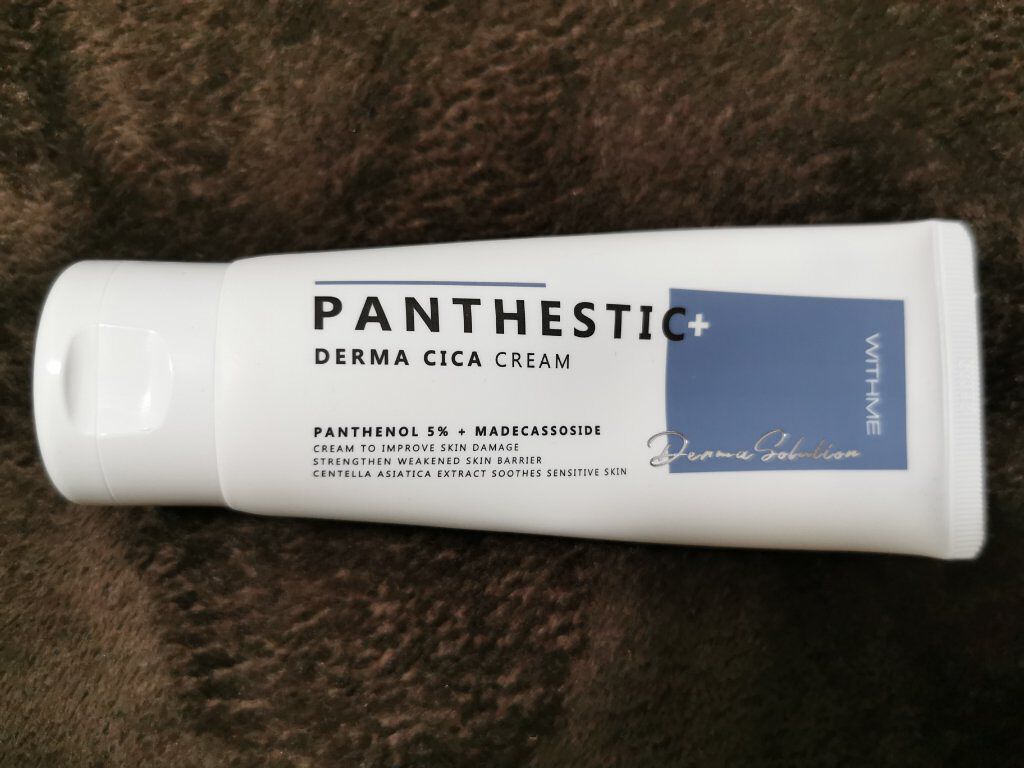 PANTHESTIC+
DERMA CICA CREAM
PANTHENOL 5% + MADECASSOSIDE
CREAM TO IMPROVE SKIN DAMAGE
STRENGTHEN WEAKENED SKIN BARRIER
CENTELLA ASIATICA EXTRACT SOOTHES SENSITIVE SKIN
Derma Solution
WITHME